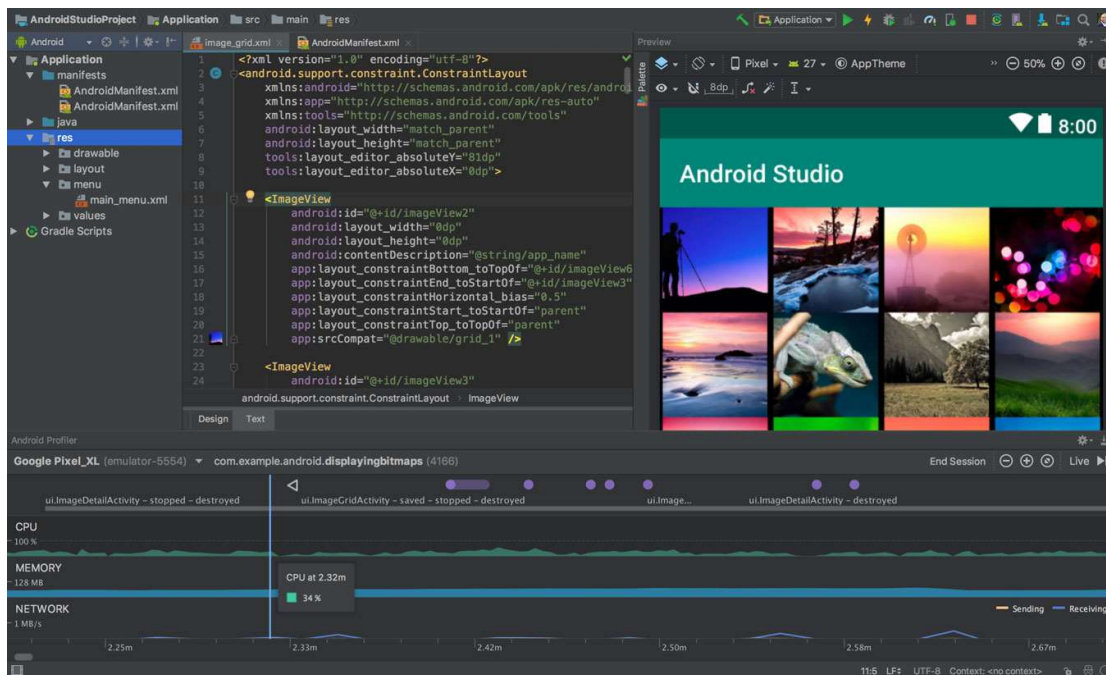 AndroidStudioProject Application src main res Application
Android image_grid.xml AndroidManifest.xml Preview
Application
manifests
AndroidManifest.xml
AndroidManifest.xml
java
res
drawable
layout
menu
main_menu.xml
values
Gradle Scripts
1 <?xml version="1.0" encoding="utf-8"?>
2 <android.support.constraint.ConstraintLayout
3 xmlns:android="http://schemas.android.com/apk/res/androi
4 xmlns:app="http://schemas.android.com/apk/res-auto"
5 xmlns:tools="http://schemas.android.com/tools"
6 android:layout_width="match_parent"
7 android:layout_height="match_parent"
8 tools:layout_editor_absoluteY="81dp"
9 tools:layout_editor_absoluteX="0dp">
10
11 <ImageView
12 android:id="@+id/imageView2"
13 android:layout_width="0dp"
14 android:layout_height="0dp"
15 android:contentDescription="@string/app_name"
16 app:layout_constraintBottom_toTopOf="@+id/imageView6
17 app:layout_constraintEnd_toStartOf="@+id/imageView3"
18 app:layout_constraintHorizontal_bias="0.5"
19 app:layout_constraintStart_toStartOf="parent"
20 app:layout_constraintTop_toTopOf="parent"
21 app:srcCompat="@drawable/grid_1" />
22
23 <ImageView
24 android:id="@+id/imageView3"
android.support.constraint.ConstraintLayout › ImageView
Design Text
Palette
Pixel 27 AppTheme » 50%
8dp
8:00
Android Studio
Android Profiler
Google Pixel_XL (emulator-5554) com.example.android.displayingbitmaps (4166) End Session Live
ui.ImageDetailActivity – stopped – destroyed ui.ImageGridActivity – saved – stopped – destroyed ui.Image... ui.ImageDetailActivity – destroyed
CPU
100 %
MEMORY
128 MB
CPU at 2.32m
34 %
NETWORK Sending Receiving
1 MB/s
2.25m 2.33m 2.42m 2.50m 2.58m 2.67m
11:5 LF UTF-8 Context: <no context>